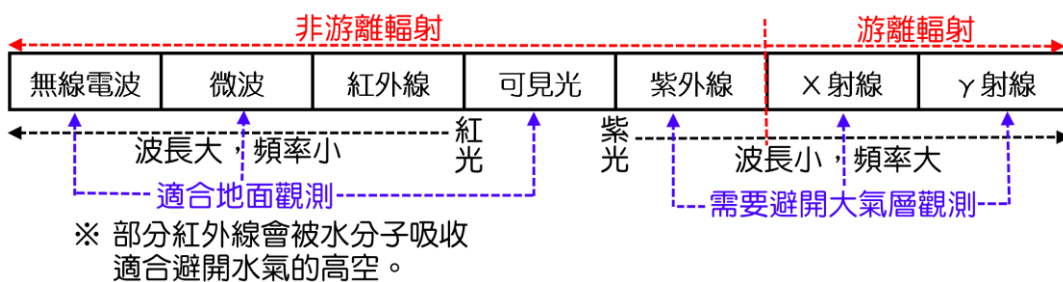 非游離輻射 游離輻射
無線電波 微波 紅外線 可見光 紫外線 X射線 γ射線
波長大，頻率小 紅光 紫光 波長小，頻率大
適合地面觀測 需要避開大氣層觀測
※ 部分紅外線會被水分子吸收
適合避開水氣的高空。